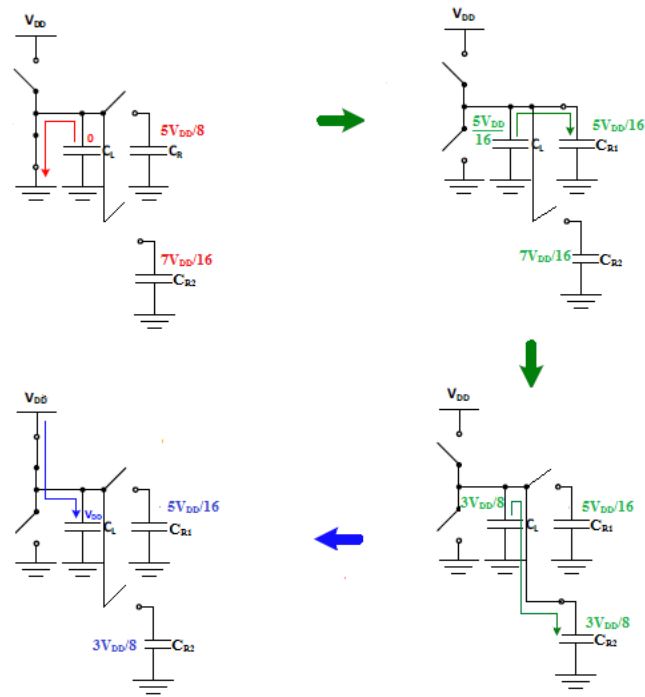 VDD
5VDD/8
0
CL
CR
7VDD/16
CR2
VDD
5VDD
16
5VDD/16
CL
CR1
7VDD/16
CR2
VDD
3VDD/8
5VDD/16
CL
CR1
3VDD/8
CR2
VDD
5VDD/16
VDD
CL
CR1
3VDD/8
CR2